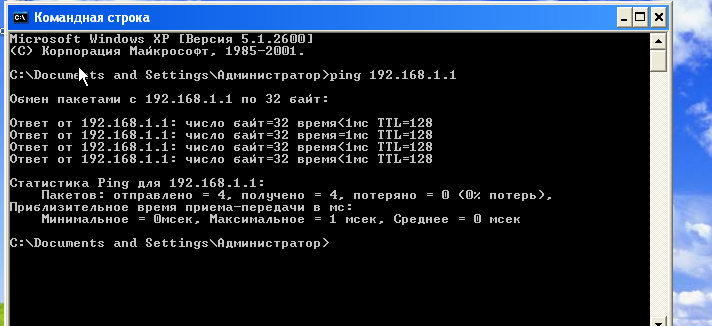 Командная строка
Microsoft Windows XP [Версия 5.1.2600]
(C) Корпорация Майкрософт, 1985-2001.
C:\Documents and Settings\Администратор>ping 192.168.1.1
Обмен пакетами с 192.168.1.1 по 32 байт:
Ответ от 192.168.1.1: число байт=32 время<1мс TTL=128
Ответ от 192.168.1.1: число байт=32 время=1мс TTL=128
Ответ от 192.168.1.1: число байт=32 время<1мс TTL=128
Ответ от 192.168.1.1: число байт=32 время<1мс TTL=128
Статистика Ping для 192.168.1.1:
Пакетов: отправлено = 4, получено = 4, потеряно = 0 (0% потерь),
Приблизительное время приема-передачи в мс:
Минимальное = 0мсек, Максимальное = 1 мсек, Среднее = 0 мсек
C:\Documents and Settings\Администратор>